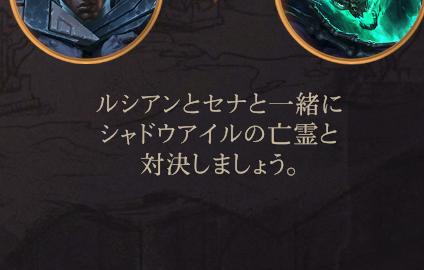 ルシアンとセナと一緒に
シャドウアイルの亡霊と
対決しましょう。